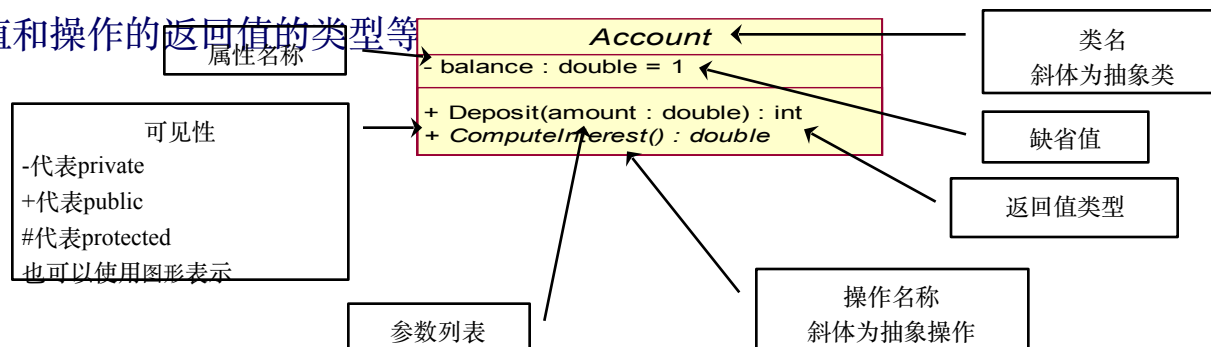 值和操作的返回值的类型等
属性名称
Account
- balance : double = 1
+ Deposit(amount : double) : int
+ ComputeInterest() : double
类名
斜体为抽象类
可见性
-代表private
+代表public
#代表protected
也可以使用图形表示
缺省值
返回值类型
参数列表
操作名称
斜体为抽象操作